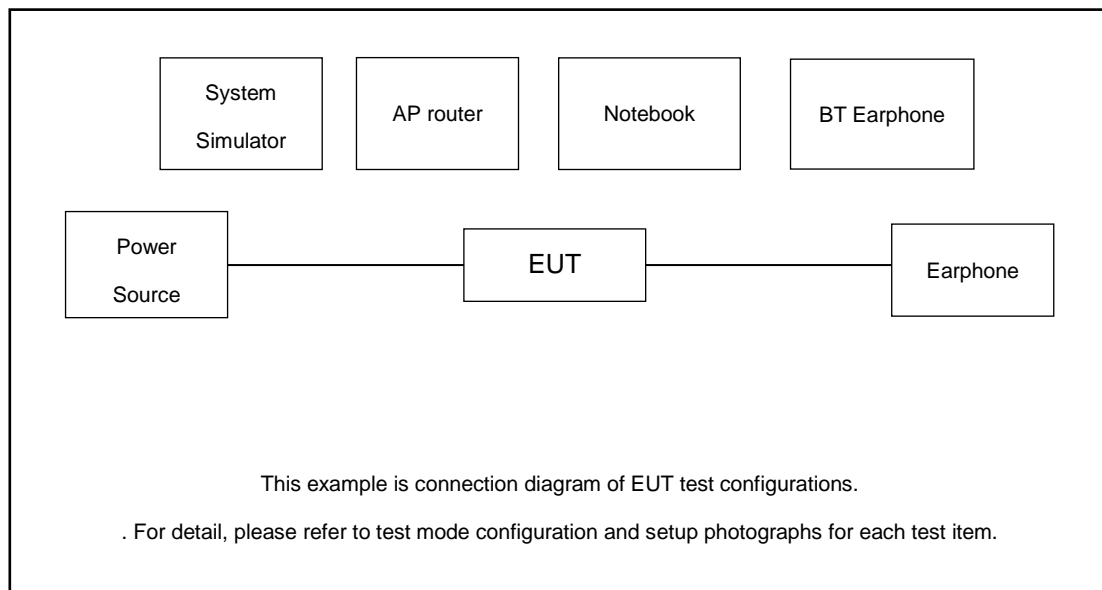 System
Simulator
AP router
Notebook
BT Earphone
Power
Source
EUT
Earphone
This example is connection diagram of EUT test configurations.
. For detail, please refer to test mode configuration and setup photographs for each test item.